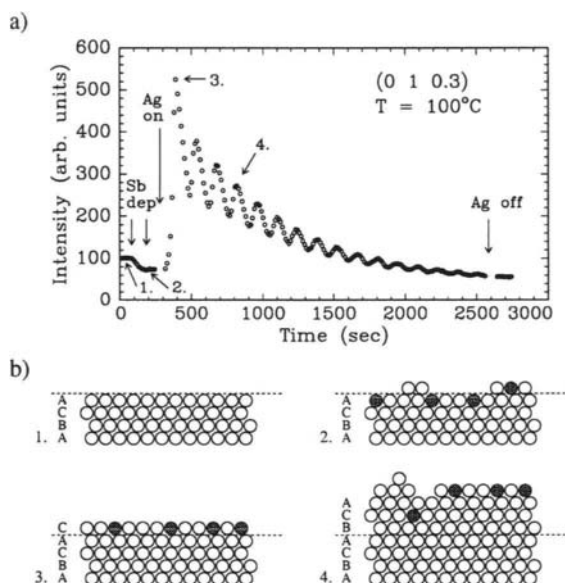 a)
600
500
400
300
200
100
0
Intensity (arb. units)
(0 1 0.3)
T = 100°C
3.
Ag
on
4.
Sb
dep
Ag off
1.
2.
0
500
1000
1500
2000
2500
3000
Time (sec)
b)
A
C
B
1. A
A
C
B
2. A
C
A
C
B
3. A
A
C
B
A
C
B
4. A